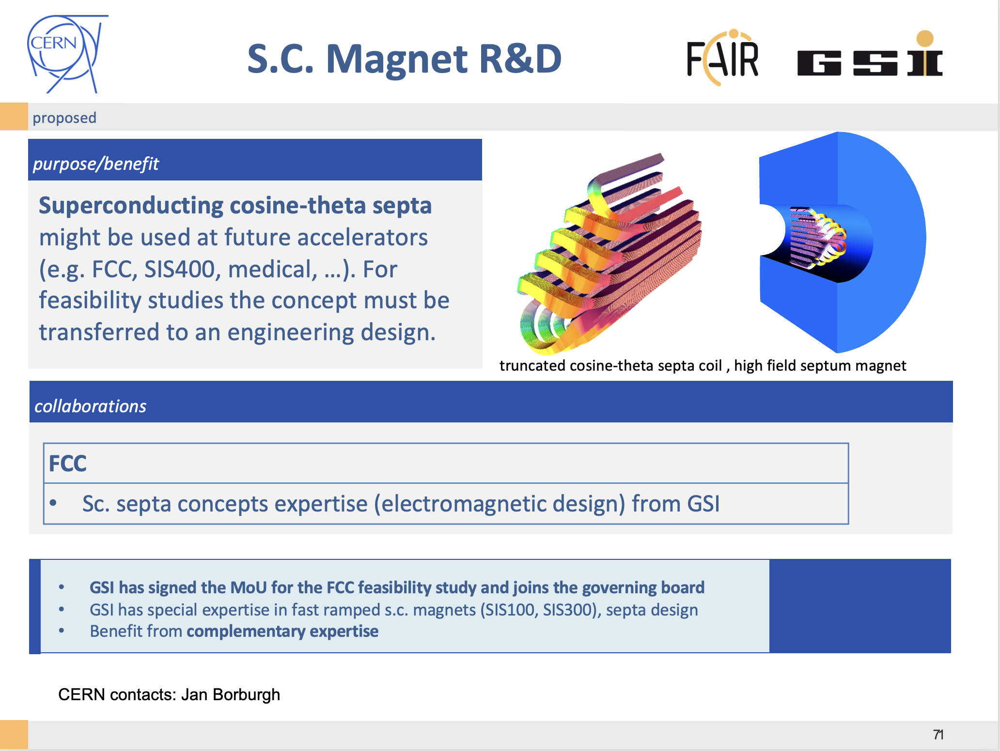 CERN
S.C. Magnet R&D
FAIR
GSI
proposed
purpose/benefit
Superconducting cosine-theta septa
might be used at future accelerators
(e.g. FCC, SIS400, medical, ...). For
feasibility studies the concept must be
transferred to an engineering design.
truncated cosine-theta septa coil , high field septum magnet
collaborations
FCC
• Sc. septa concepts expertise (electromagnetic design) from GSI
• GSI has signed the MoU for the FCC feasibility study and joins the governing board
• GSI has special expertise in fast ramped s.c. magnets (SIS100, SIS300), septa design
• Benefit from complementary expertise
CERN contacts: Jan Borburgh
71